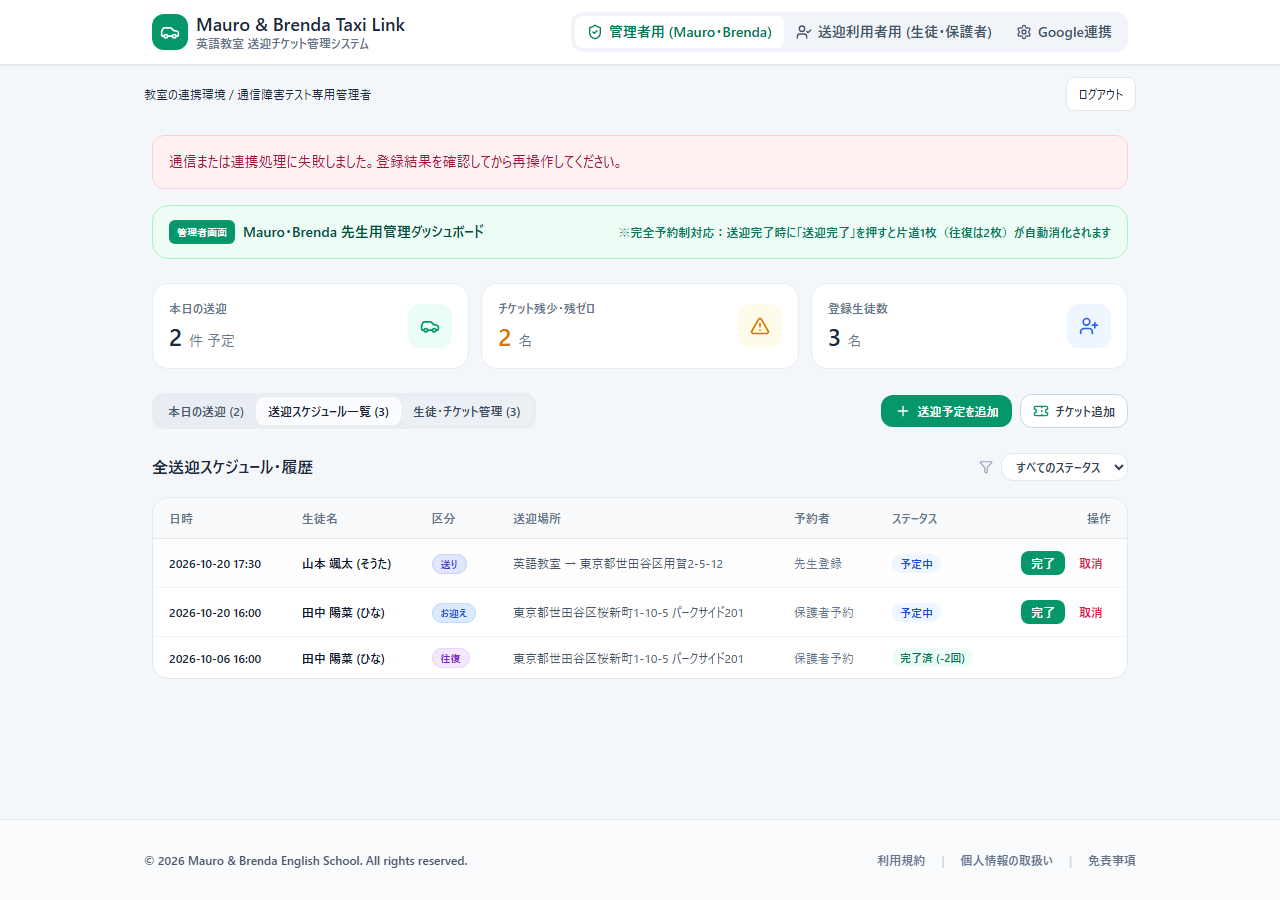 Mauro & Brenda Taxi Link
英語教室 送迎チケット管理システム
管理者用 (Mauro・Brenda)
送迎利用者用 (生徒・保護者)
Google連携
教室の連携環境 / 通信障害テスト専用管理者
ログアウト
通信または連携処理に失敗しました。登録結果を確認してから再操作してください。
管理者画面
Mauro・Brenda 先生用管理ダッシュボード
※完全予約制対応：送迎完了時に「送迎完了」を押すと片道1枚（往復は2枚）が自動消化されます
本日の送迎
2 件 予定
チケット残少・残ゼロ
2 名
登録生徒数
3 名
本日の送迎 (2)
送迎スケジュール一覧 (3)
生徒・チケット管理 (3)
送迎予定を追加
チケット追加
全送迎スケジュール・履歴
すべてのステータス
日時 生徒名 区分 送迎場所 予約者 ステータス 操作
2026-10-20 17:30 山本 颯太 (そうた) 送り 英語教室 → 東京都世田谷区用賀2-5-12 先生登録 予定中 完了 取消
2026-10-20 16:00 田中 陽菜 (ひな) お迎え 東京都世田谷区桜新町1-10-5 パークサイド201 保護者予約 予定中 完了 取消
2026-10-06 16:00 田中 陽菜 (ひな) 往復 東京都世田谷区桜新町1-10-5 パークサイド201 保護者予約 完了済 (-2回)
© 2026 Mauro & Brenda English School. All rights reserved.
利用規約 | 個人情報の取扱い | 免責事項